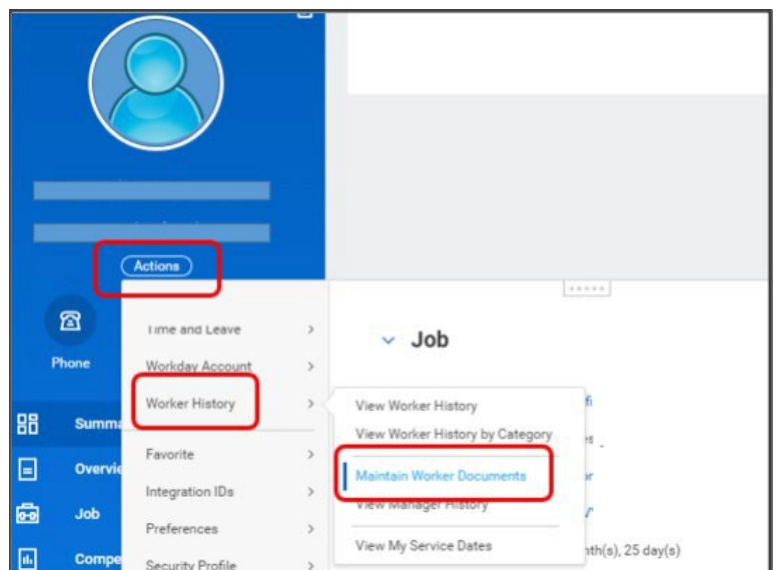 Actions
Phone
Time and Leave
Workday Account
Worker History
Favorite
Integration IDs
Preferences
Security Profile
Summa
Overvie
Job
Compe
Job
View Worker History
View Worker History by Category
Maintain Worker Documents
View Manager History
View My Service Dates
nth(s), 25 day(s)